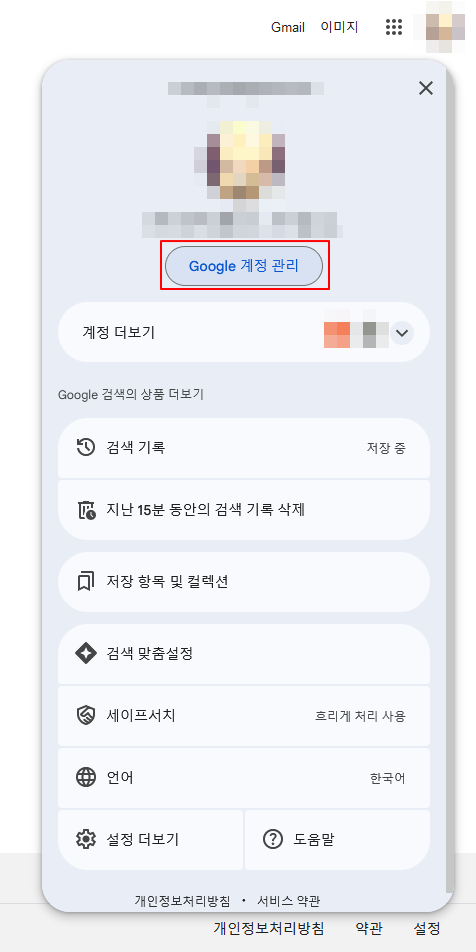 Gmail 이미지
Google 계정 관리
계정 더보기
Google 검색의 상품 더보기
검색 기록 저장 중
지난 15분 동안의 검색 기록 삭제
저장 항목 및 컬렉션
검색 맞춤설정
세이프서치 흐리게 처리 사용
언어 한국어
설정 더보기 도움말
개인정보처리방침 • 서비스 약관
개인정보처리방침 약관 설정